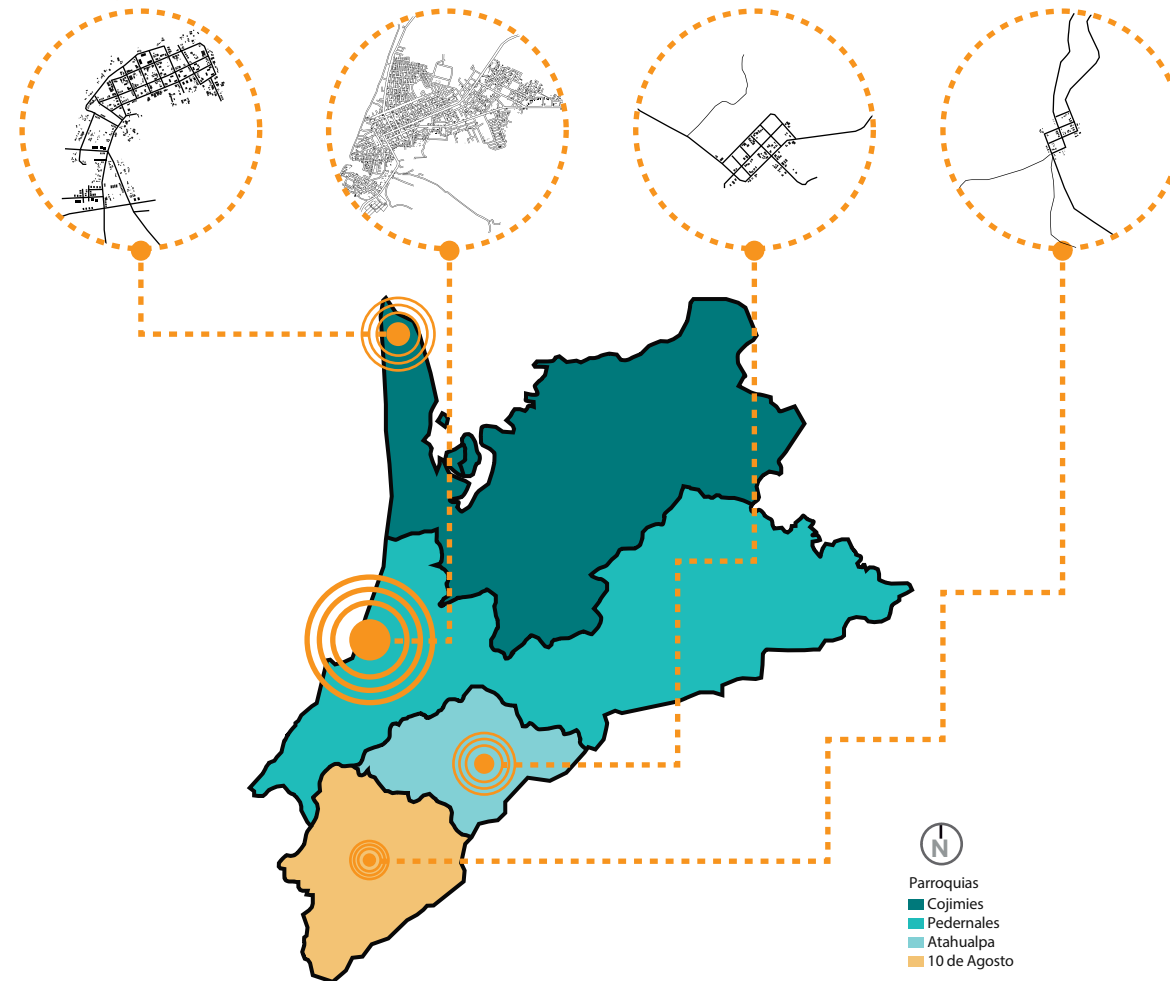 N
Parroquias
Cojimies
Pedernales
Atahualpa
10 de Agosto